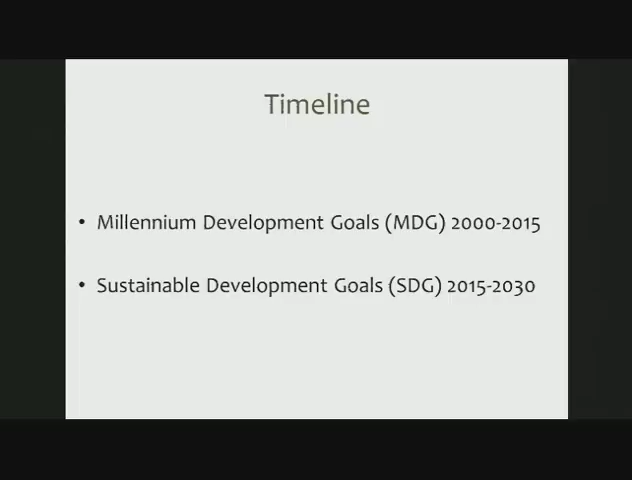 Timeline
• Millennium Development Goals (MDG) 2000-2015
• Sustainable Development Goals (SDG) 2015-2030